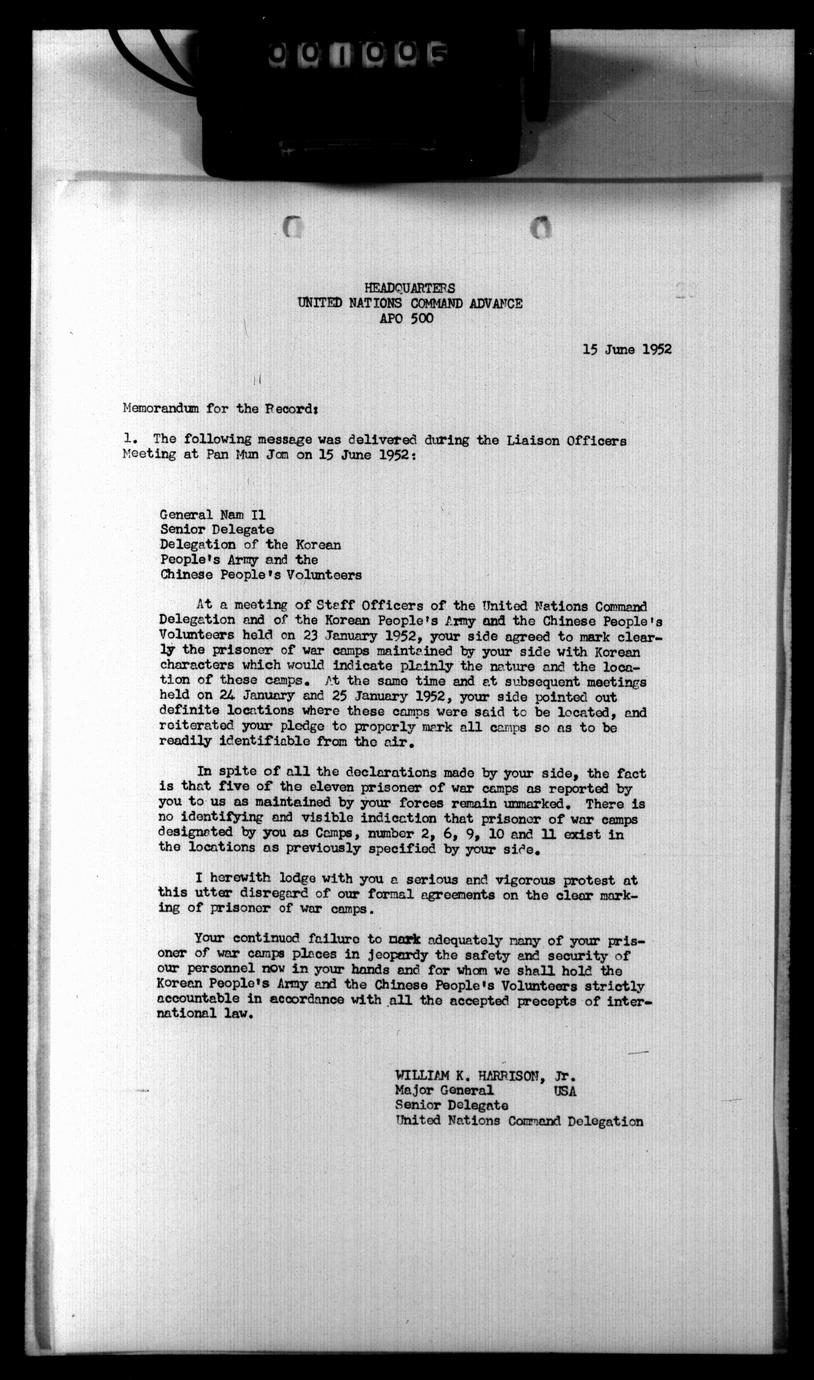 001005
HEADQUARTERS
UNITED NATIONS COMMAND ADVANCE
APO 500
15 June 1952
Memorandum for the Record:
1. The following message was delivered during the Liaison Officers
Meeting at Pan Mun Jom on 15 June 1952:
General Nam Il
Senior Delegate
Delegation of the Korean
People's Army and the
Chinese People's Volunteers
At a meeting of Staff Officers of the United Nations Command
Delegation and of the Korean People's Army and the Chinese People's
Volunteers held on 23 January 1952, your side agreed to mark clear-
ly the prisoner of war camps maintained by your side with Korean
characters which would indicate plainly the nature and the loca-
tion of these camps. At the same time and at subsequent meetings
held on 24 January and 25 January 1952, your side pointed out
definite locations where these camps were said to be located, and
reiterated your pledge to properly mark all camps so as to be
readily identifiable from the air.
In spite of all the declarations made by your side, the fact
is that five of the eleven prisoner of war camps as reported by
you to us as maintained by your forces remain unmarked. There is
no identifying and visible indication that prisoner of war camps
designated by you as Camps, number 2, 6, 9, 10 and 11 exist in
the locations as previously specified by your side.
I herewith lodge with you a serious and vigorous protest at
this utter disregard of our formal agreements on the clear mark-
ing of prisoner of war camps.
Your continued failure to mark adequately many of your pris-
oner of war camps places in jeopardy the safety and security of
our personnel now in your hands and for whom we shall hold the
Korean People's Army and the Chinese People's Volunteers strictly
accountable in accordance with all the accepted precepts of inter-
national law.
WILLIAM K. HARRISON, Jr.
Major General USA
Senior Delegate
United Nations Command Delegation